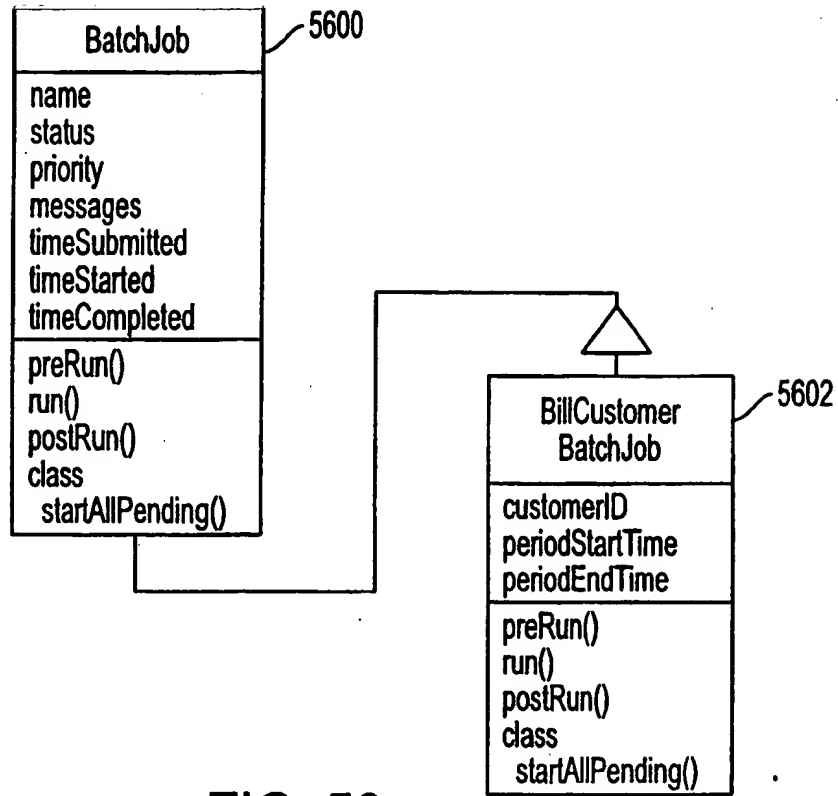 BatchJob
5600
name
status
priority
messages
timeSubmitted
timeStarted
timeCompleted
preRun()
run()
postRun()
class
startAllPending()
BillCustomer
BatchJob
5602
customerID
periodStartTime
periodEndTime
preRun()
run()
postRun()
class
startAllPending()